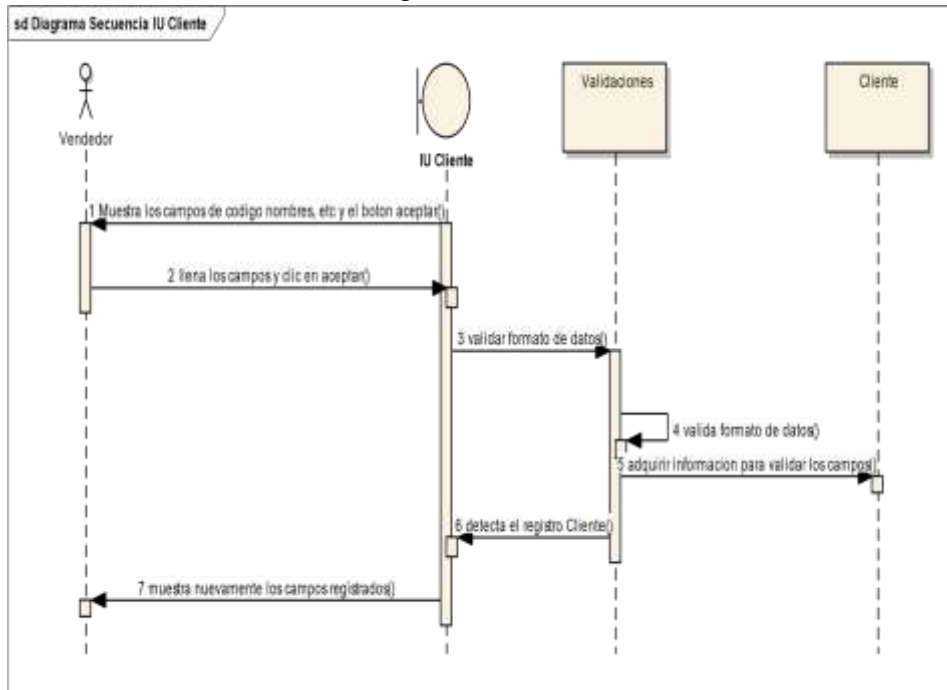 sd Diagrama Secuencia IU Cliente
Vendedor
IU Cliente
Validaciones
Cliente
1 Muestra los campos de codigo nombres, etc y el boton aceptar()
2 llena los campos y clic en aceptar()
3 validar formato de datos()
4 valida formato de datos()
5 adquirir informacion para validar los campos()
6 detecta el registro Cliente()
7 muestra nuevamente los campos registrados()